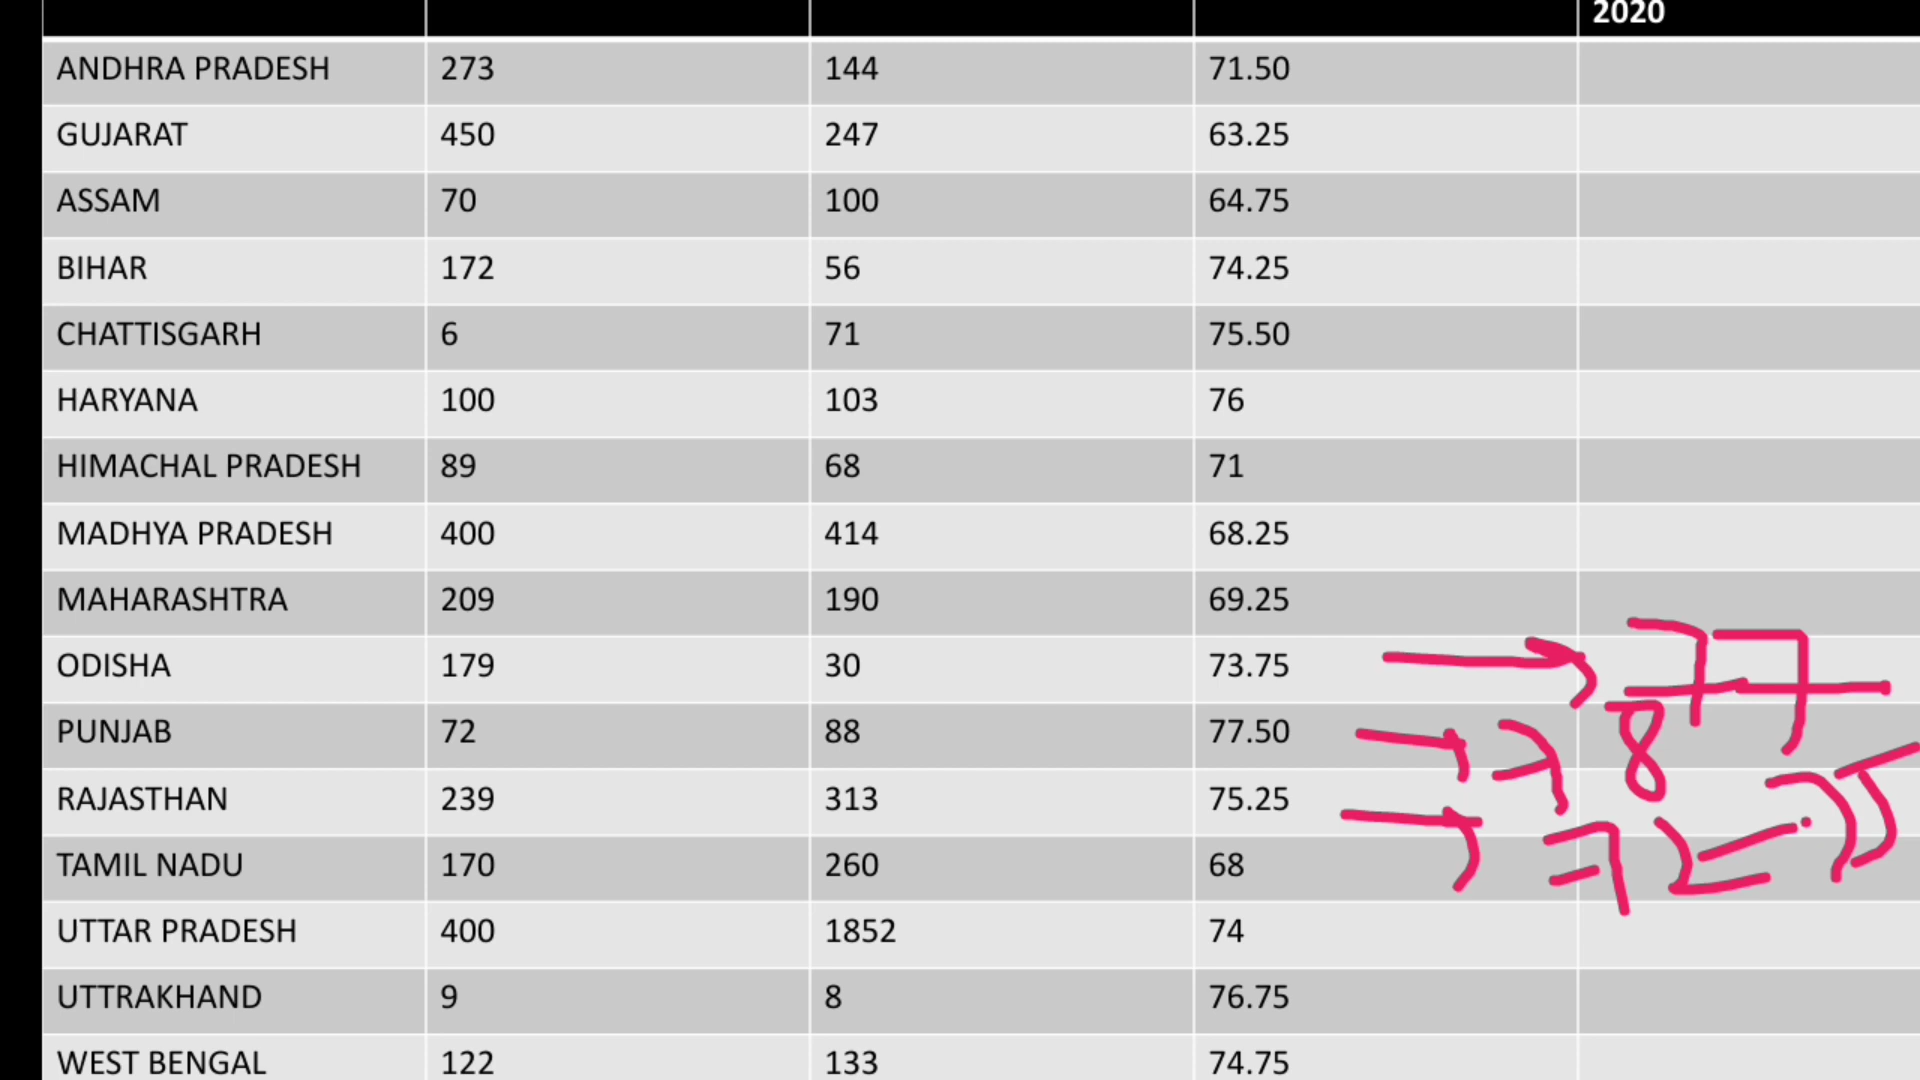 2020
ANDHRA PRADESH 273 144 71.50
GUJARAT 450 247 63.25
ASSAM 70 100 64.75
BIHAR 172 56 74.25
CHATTISGARH 6 71 75.50
HARYANA 100 103 76
HIMACHAL PRADESH 89 68 71
MADHYA PRADESH 400 414 68.25
MAHARASHTRA 209 190 69.25
ODISHA 179 30 73.75 77
PUNJAB 72 88 77.50 78
RAJASTHAN 239 313 75.25
TAMIL NADU 170 260 68
UTTAR PRADESH 400 1852 74
UTTRAKHAND 9 8 76.75
WEST BENGAL 122 133 74.75